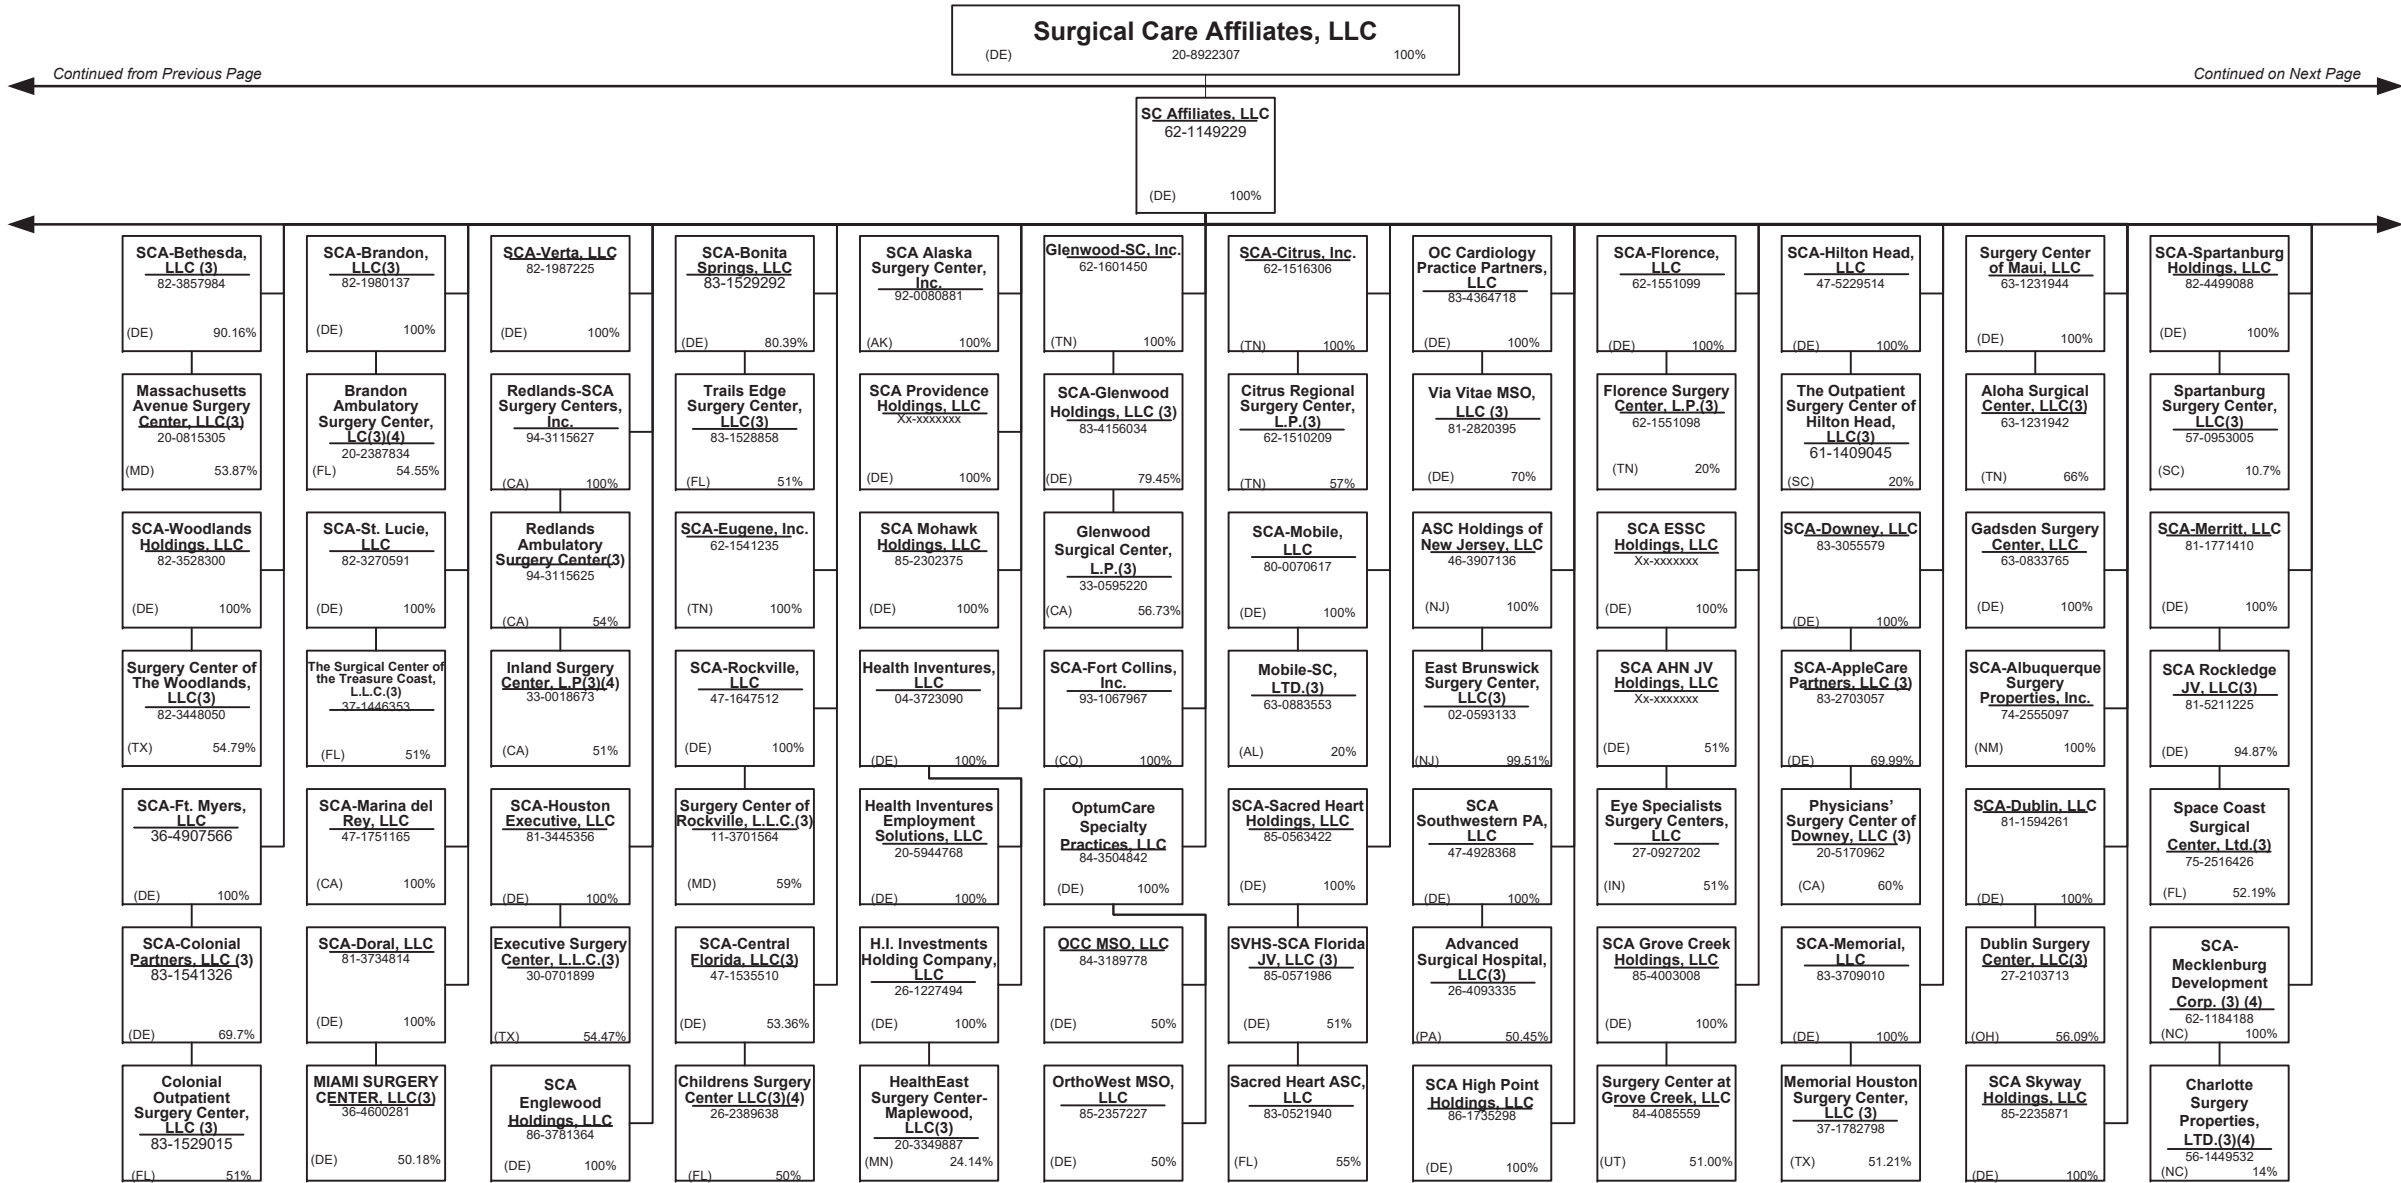 Surgical Care Affiliates, LLC
(DE) 20-8922307 100%
Continued from Previous Page
Continued on Next Page
SC Affiliates, LLC
62-1149229
(DE) 100%
SCA-Bethesda,
LLC (3)
82-3857984
(DE) 90.16%
Massachusetts
Avenue Surgery
Center, LLC(3)
20-0815305
(MD) 53.87%
SCA-Woodlands
Holdings, LLC
82-3528300
(DE) 100%
Surgery Center of
The Woodlands,
LLC(3)
82-3448050
(TX) 54.79%
SCA-Ft. Myers,
LLC
36-4907566
(DE) 100%
SCA-Colonial
Partners, LLC (3)
83-1541326
(DE) 69.7%
Colonial
Outpatient
Surgery Center,
LLC (3)
83-1529015
(FL) 51%
SCA-Brandon,
LLC(3)
82-1980137
(DE) 100%
Brandon
Ambulatory
Surgery Center,
LC(3)(4)
20-2387834
(FL) 54.55%
SCA-St. Lucie,
LLC
82-3270591
(DE) 100%
The Surgical Center of
the Treasure Coast,
L.L.C.(3)
37-1446353
(FL) 51%
SCA-Marina del
Rey, LLC
47-1751165
(CA) 100%
SCA-Doral, LLC
81-3734814
(DE) 100%
MIAMI SURGERY
CENTER, LLC(3)
36-4600281
(DE) 50.18%
SCA-Verta, LLC
82-1987225
(DE) 100%
Redlands-SCA
Surgery Centers,
Inc.
94-3115627
(CA) 100%
Redlands
Ambulatory
Surgery Center(3)
94-3115625
(CA) 54%
Inland Surgery
Center, L.P(3)(4)
33-0018673
(CA) 51%
SCA-Houston
Executive, LLC
81-3445356
(DE) 100%
Executive Surgery
Center, L.L.C.(3)
30-0701899
(TX) 54.47%
SCA
Englewood
Holdings, LLC
86-3781364
(DE) 100%
SCA-Bonita
Springs, LLC
83-1529292
(DE) 80.39%
Trails Edge
Surgery Center,
LLC(3)
83-1528858
(FL) 51%
SCA-Eugene, Inc.
62-1541235
(TN) 100%
SCA-Rockville,
LLC
47-1647512
(DE) 100%
Surgery Center of
Rockville, L.L.C.(3)
11-3701564
(MD) 59%
SCA-Central
Florida, LLC(3)
47-1535510
(DE) 53.36%
Childrens Surgery
Center LLC(3)(4)
26-2389638
(FL) 50%
SCA Alaska
Surgery Center,
Inc.
92-0080881
(AK) 100%
SCA Providence
Holdings, LLC
Xx-xxxxxxx
(DE) 100%
SCA Mohawk
Holdings, LLC
85-2302375
(DE) 100%
Health Inventures,
LLC
04-3723090
(DE) 100%
Health Inventures
Employment
Solutions, LLC
20-5944768
(DE) 100%
H.I. Investments
Holding Company,
LLC
26-1227494
(DE) 100%
HealthEast
Surgery Center-
Maplewood,
LLC(3)
20-3349887
(MN) 24.14%
Glenwood-SC, Inc.
62-1601450
(TN) 100%
SCA-Glenwood
Holdings, LLC (3)
83-4156034
(DE) 79.45%
Glenwood
Surgical Center,
L.P.(3)
33-0595220
(CA) 56.73%
SCA-Fort Collins,
Inc.
93-1067967
(CO) 100%
OptumCare
Specialty
Practices, LLC
84-3504842
(DE) 100%
OCC MSO, LLC
84-3189778
(DE) 50%
OrthoWest MSO,
LLC
85-2357227
(DE) 50%
SCA-Citrus, Inc.
62-1516306
(TN) 100%
Citrus Regional
Surgery Center,
L.P.(3)
62-1510209
(TN) 57%
SCA-Mobile,
LLC
80-0070617
(DE) 100%
Mobile-SC,
LTD.(3)
63-0883553
(AL) 20%
SCA-Sacred Heart
Holdings, LLC
85-0563422
(DE) 100%
SVHS-SCA Florida
JV, LLC (3)
85-0571986
(DE) 51%
Sacred Heart ASC,
LLC
83-0521940
(FL) 55%
OC Cardiology
Practice Partners,
LLC
83-4364718
(DE) 100%
Via Vitae MSO,
LLC (3)
81-2820395
(DE) 70%
ASC Holdings of
New Jersey, LLC
46-3907136
(NJ) 100%
East Brunswick
Surgery Center,
LLC(3)
02-0593133
(NJ) 99.51%
SCA
Southwestern PA,
LLC
47-4928368
(DE) 100%
Advanced
Surgical Hospital,
LLC(3)
26-4093335
(PA) 50.45%
SCA High Point
Holdings, LLC
86-1735298
(DE) 100%
SCA-Florence,
LLC
62-1551099
(DE) 100%
Florence Surgery
Center, L.P.(3)
62-1551098
(TN) 20%
SCA ESSC
Holdings, LLC
Xx-xxxxxxx
(DE) 100%
SCA AHN JV
Holdings, LLC
Xx-xxxxxxx
(DE) 51%
Eye Specialists
Surgery Centers,
LLC
27-0927202
(IN) 51%
SCA Grove Creek
Holdings, LLC
85-4003008
(DE) 100%
Surgery Center at
Grove Creek, LLC
84-4085559
(UT) 51.00%
SCA-Hilton Head,
LLC
47-5229514
(DE) 100%
The Outpatient
Surgery Center of
Hilton Head,
LLC(3)
61-1409045
(SC) 20%
SCA-Downey, LLC
83-3055579
(DE) 100%
SCA-AppleCare
Partners, LLC (3)
83-2703057
(DE) 69.99%
Physicians’
Surgery Center of
Downey, LLC (3)
20-5170962
(CA) 60%
SCA-Memorial,
LLC
83-3709010
(DE) 100%
Memorial Houston
Surgery Center,
LLC (3)
37-1782798
(TX) 51.21%
Surgery Center
of Maui, LLC
63-1231944
(DE) 100%
Aloha Surgical
Center, LLC(3)
63-1231942
(TN) 66%
Gadsden Surgery
Center, LLC
63-0833765
(DE) 100%
SCA-Albuquerque
Surgery
Properties, Inc.
74-2555097
(NM) 100%
SCA-Dublin, LLC
81-1594261
(DE) 100%
Dublin Surgery
Center, LLC(3)
27-2103713
(OH) 56.09%
SCA Skyway
Holdings, LLC
85-2235871
(DE) 100%
SCA-Spartanburg
Holdings, LLC
82-4499088
(DE) 100%
Spartanburg
Surgery Center,
LLC(3)
57-0953005
(SC) 10.7%
SCA-Merritt, LLC
81-1771410
(DE) 100%
SCA Rockledge
JV, LLC(3)
81-5211225
(DE) 94.87%
Space Coast
Surgical
Center, Ltd.(3)
75-2516426
(FL) 52.19%
SCA-
Mecklenburg
Development
Corp. (3) (4)
62-1184188
(NC) 100%
Charlotte
Surgery
Properties,
LTD.(3)(4)
56-1449532
(NC) 14%